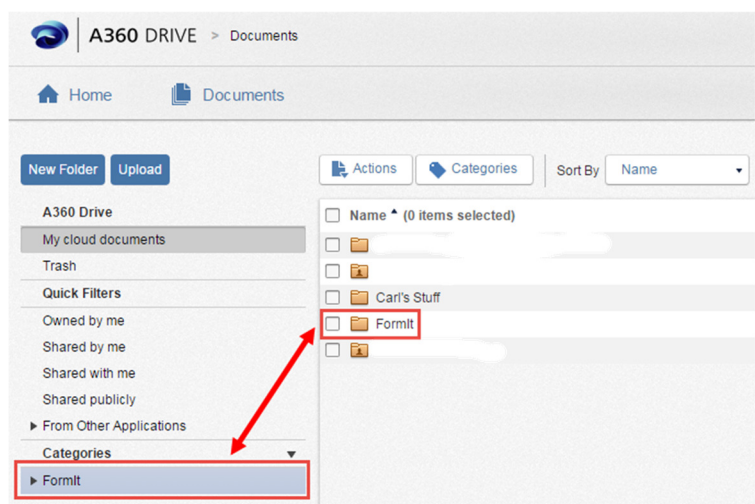 A360 DRIVE > Documents
Home Documents
New Folder Upload
Actions Categories Sort By Name
A360 Drive
Name (0 items selected)
My cloud documents
Trash
Quick Filters
Carl's Stuff
Owned by me
FormIt
Shared by me
Shared with me
Shared publicly
From Other Applications
Categories
FormIt